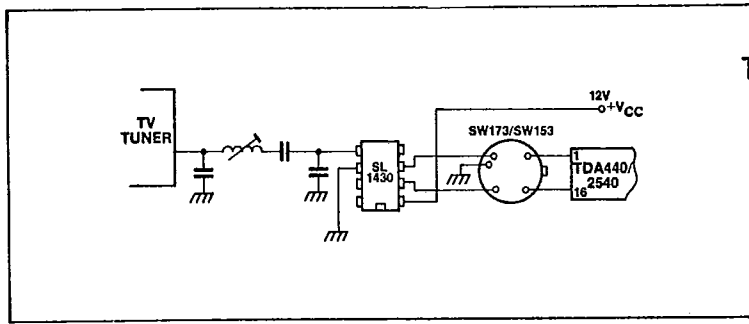 T
TV
TUNER
SL
1430
SW173/SW153
12V
+VCC
1
TDA440/
2540
16